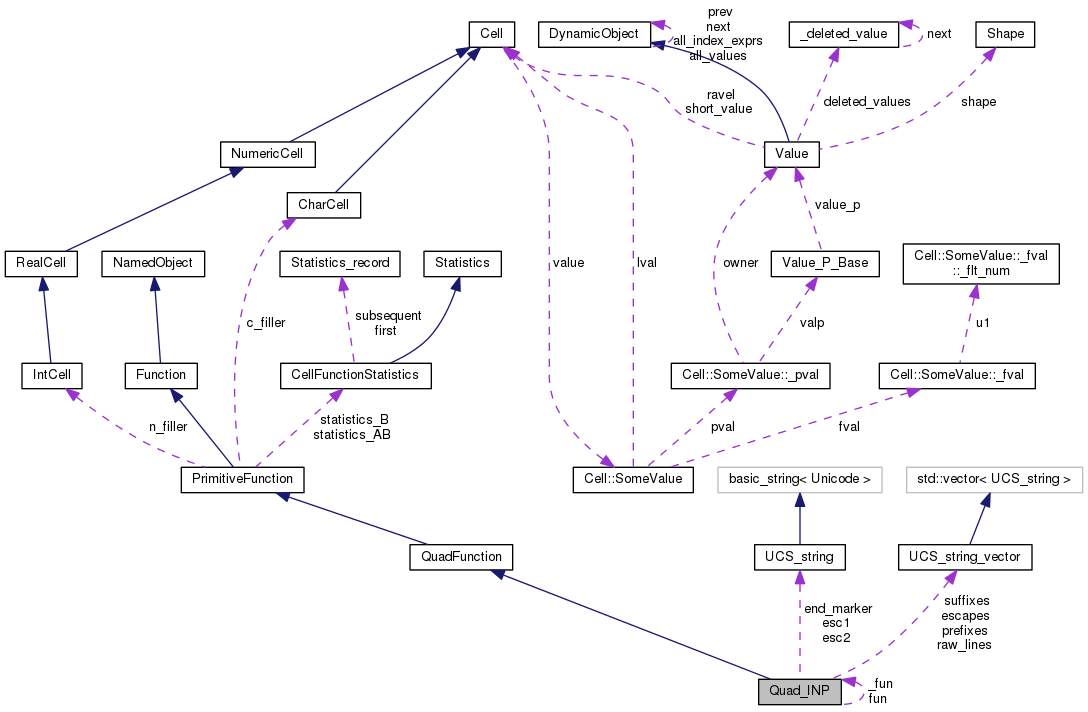 prev
next
all_index_exprs
all_values
Cell
DynamicObject
_deleted_value
next
Shape
ravel
short_value
deleted_values
shape
NumericCell
Value
CharCell
value_p
RealCell
NamedObject
Statistics_record
Statistics
value
lval
owner
Value_P_Base
Cell::SomeValue::_fval
::_flt_num
c_filler
subsequent
first
valp
u1
IntCell
Function
CellFunctionStatistics
Cell::SomeValue::_pval
Cell::SomeValue::_fval
n_filler
statistics_B
statistics_AB
pval
fval
PrimitiveFunction
Cell::SomeValue
basic_string< Unicode >
std::vector< UCS_string >
QuadFunction
UCS_string
UCS_string_vector
end_marker
esc1
esc2
suffixes
escapes
prefixes
raw_lines
Quad_INP
_fun
fun